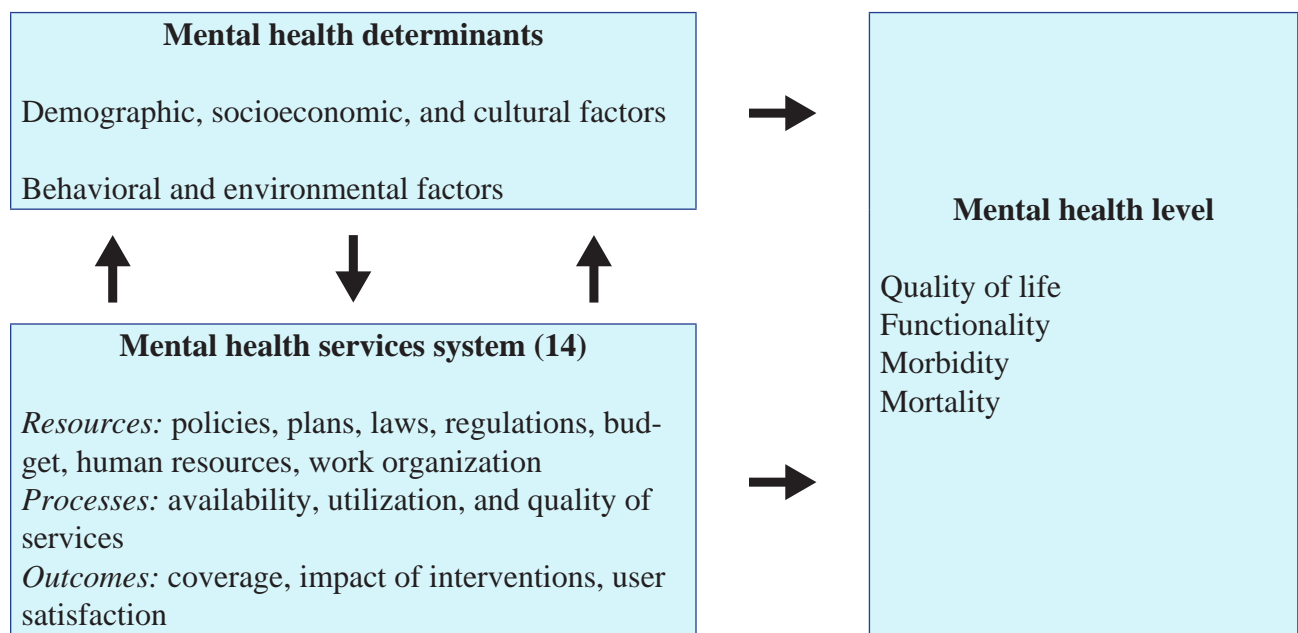 Mental health determinants
Demographic, socioeconomic, and cultural factors
Behavioral and environmental factors
Mental health services system (14)
Resources: policies, plans, laws, regulations, bud-
get, human resources, work organization
Processes: availability, utilization, and quality of
services
Outcomes: coverage, impact of interventions, user
satisfaction
Mental health level
Quality of life
Functionality
Morbidity
Mortality